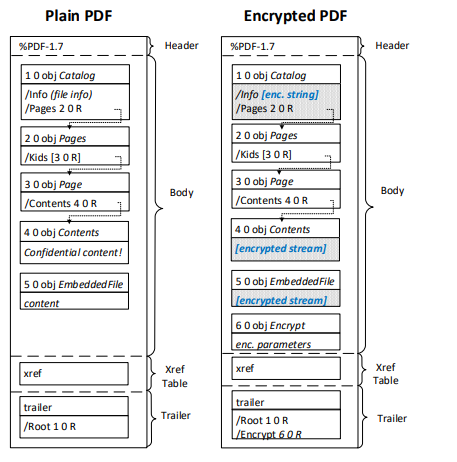 Plain PDF
%PDF-1.7
1 0 obj Catalog
/Info (file info)
/Pages 2 0 R
2 0 obj Pages
/Kids [3 0 R]
3 0 obj Page
/Contents 4 0 R
4 0 obj Contents
Confidential content!
5 0 obj EmbeddedFile
content
xref
trailer
/Root 1 0 R
Header
Body
Xref
Table
Trailer
Encrypted PDF
%PDF-1.7
1 0 obj Catalog
/Info [enc. string]
/Pages 2 0 R
2 0 obj Pages
/Kids [3 0 R]
3 0 obj Page
/Contents 4 0 R
4 0 obj Contents
[encrypted stream]
5 0 obj EmbeddedFile
[encrypted stream]
6 0 obj Encrypt
enc. parameters
xref
trailer
/Root 1 0 R
/Encrypt 6 0 R
Header
Body
Xref
Table
Trailer